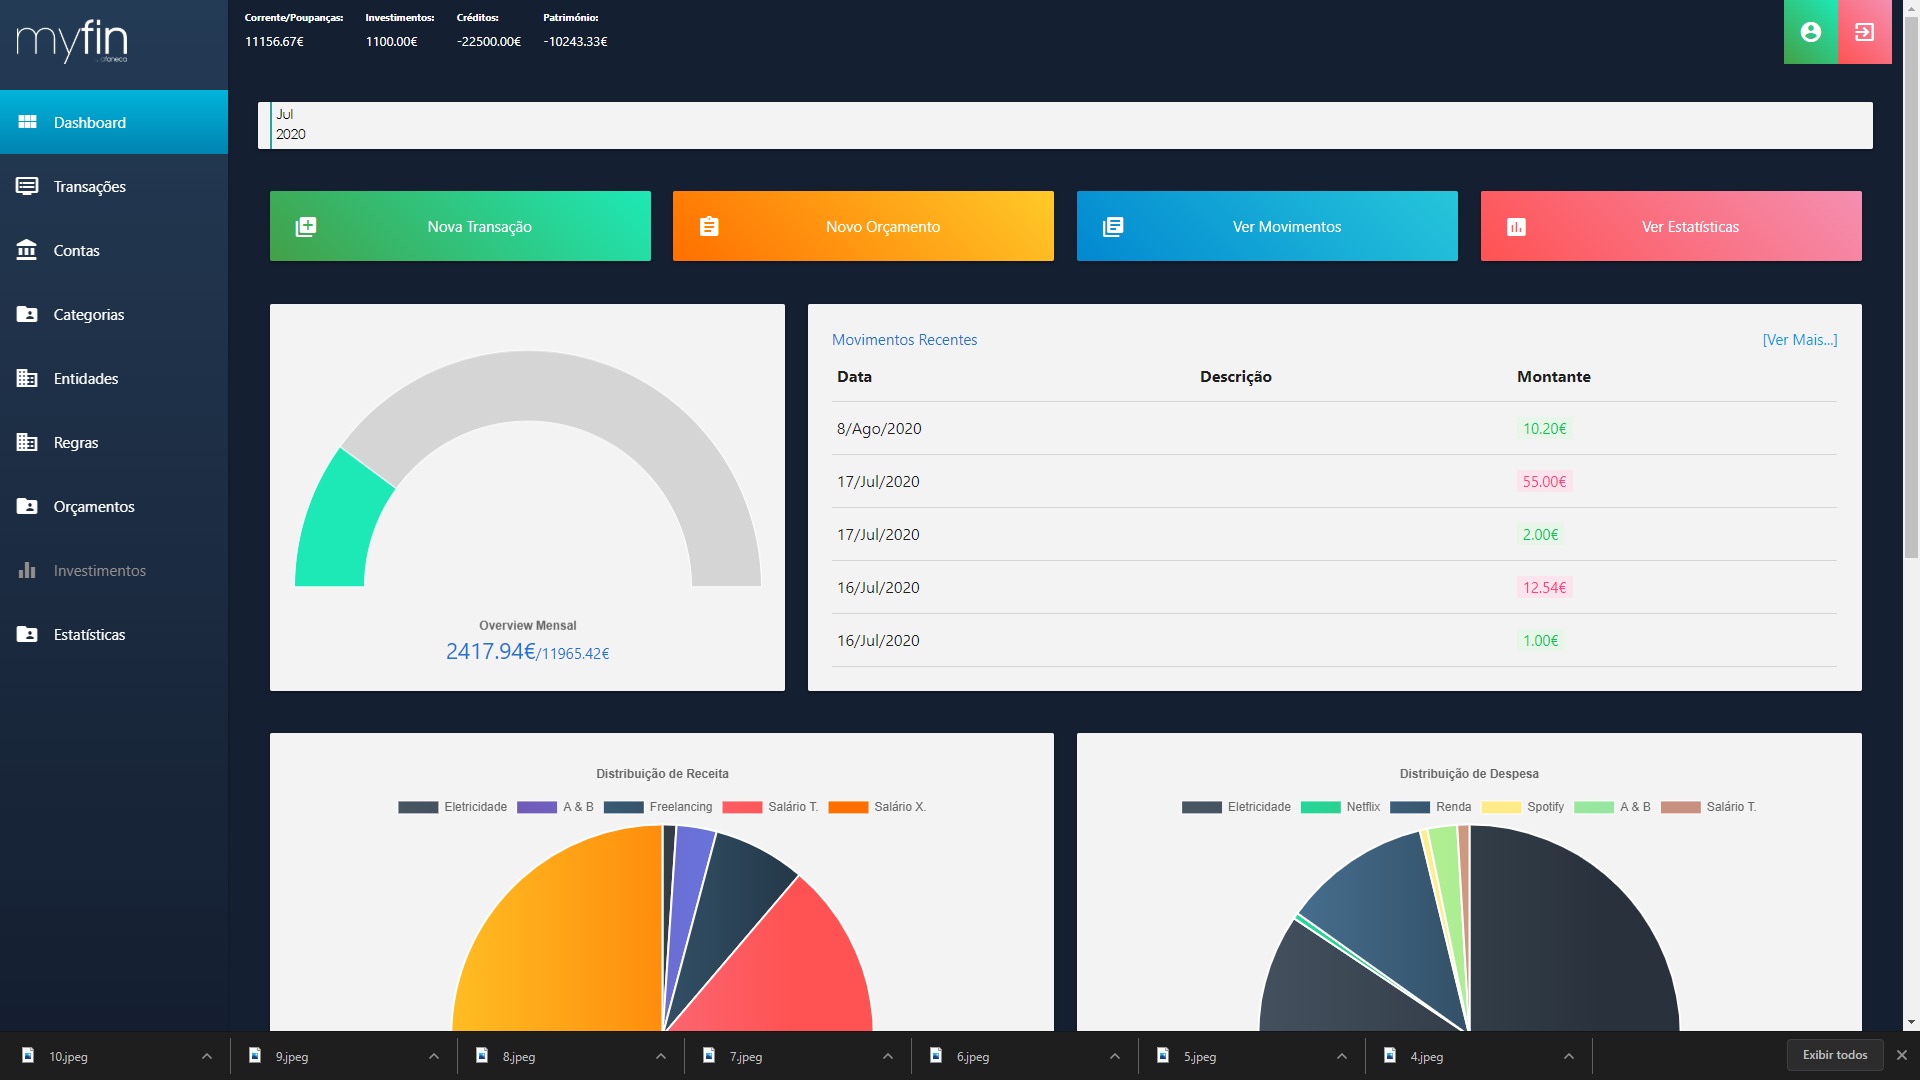 myfin
by afaneca
Corrente/Poupanças: Investimentos: Créditos: Património:
11156.67€ 1100.00€ -22500.00€ -10243.33€
Dashboard
Transações
Contas
Categorias
Entidades
Regras
Orçamentos
Investimentos
Estatísticas
Jul
2020
Nova Transação Novo Orçamento Ver Movimentos Ver Estatísticas
Overview Mensal
2417.94€/11965.42€
Movimentos Recentes [Ver Mais...]
Data Descrição Montante
8/Ago/2020 10.20€
17/Jul/2020 55.00€
17/Jul/2020 2.00€
16/Jul/2020 12.54€
16/Jul/2020 1.00€
Distribuição de Receita
Eletricidade A & B Freelancing Salário T. Salário X.
Distribuição de Despesa
Eletricidade Netflix Renda Spotify A & B Salário T.
10.jpeg 9.jpeg 8.jpeg 7.jpeg 6.jpeg 5.jpeg 4.jpeg Exibir todos